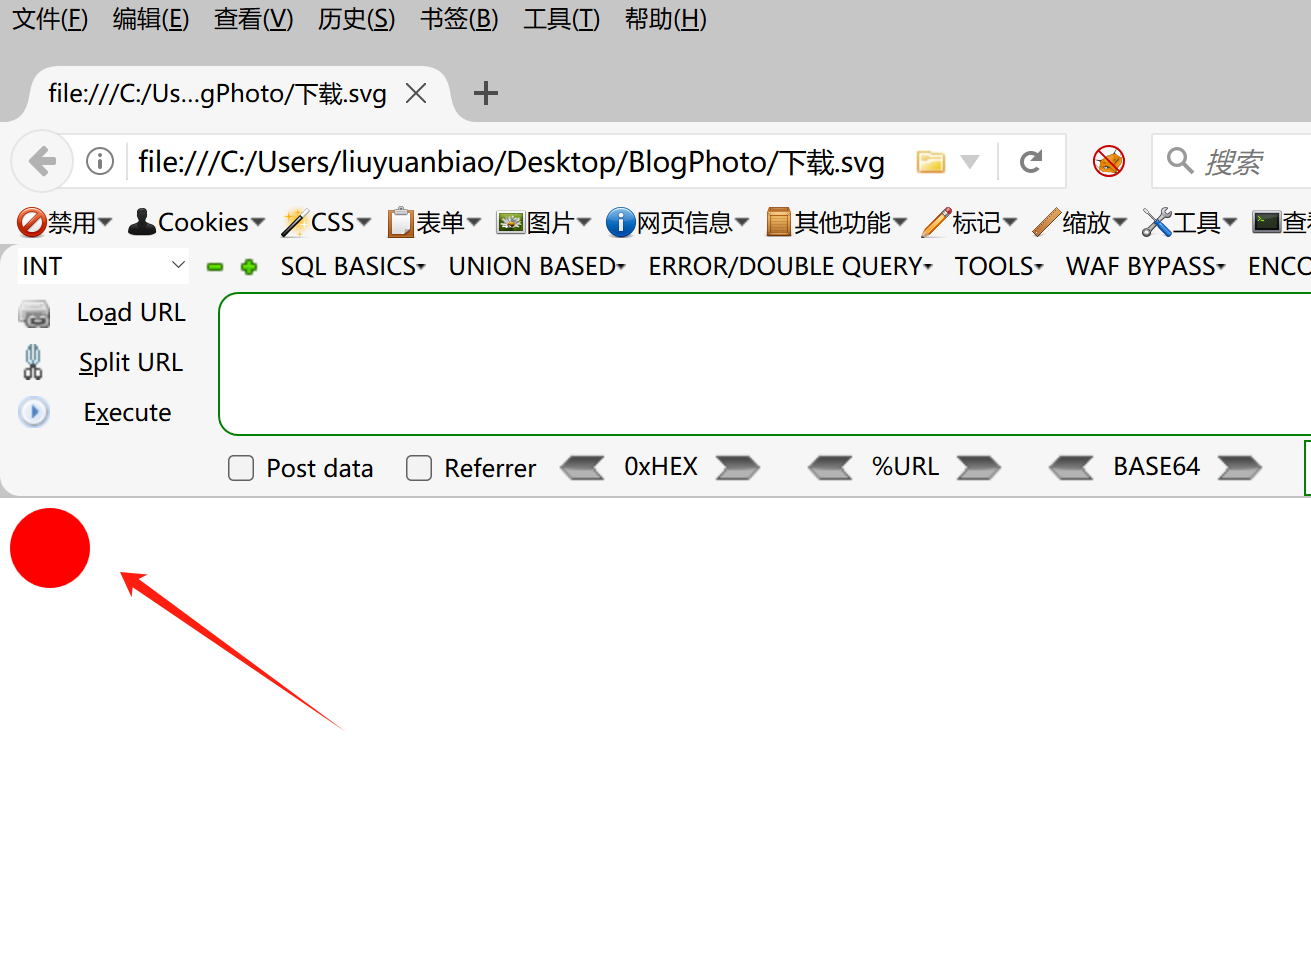 文件(F) 编辑(E) 查看(V) 历史(S) 书签(B) 工具(T) 帮助(H)
file:///C:/Us...gPhoto/下载.svg
file:///C:/Users/liuyuanbiao/Desktop/BlogPhoto/下载.svg 搜索
禁用 Cookies CSS 表单 图片 网页信息 其他功能 标记 缩放 工具 查
INT SQL BASICS UNION BASED ERROR/DOUBLE QUERY TOOLS WAF BYPASS ENCO
Load URL
Split URL
Execute
Post data Referrer 0xHEX %URL BASE64